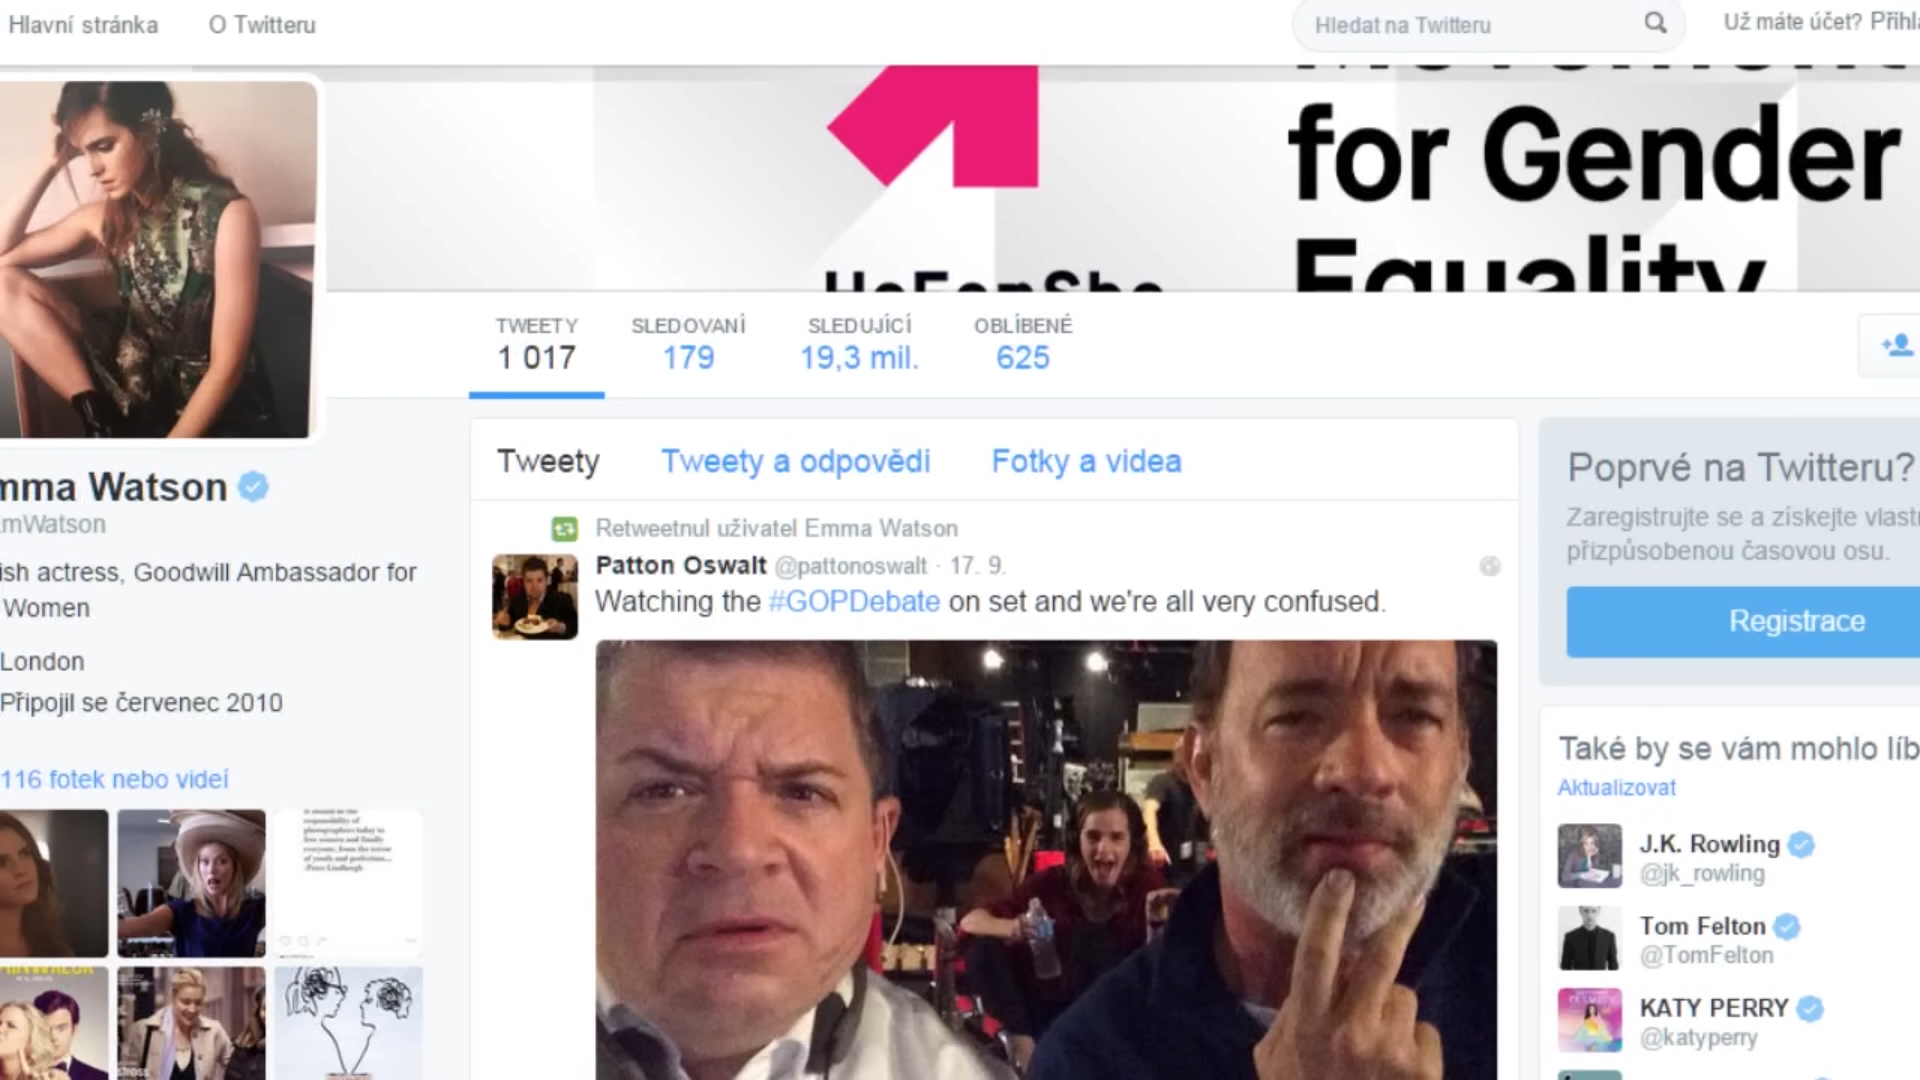 Hlavní stránka
O Twitteru
Hledat na Twitteru
Už máte účet?
for Gender
Equality
HeForShe
TWEETY
1 017
SLEDOVANÍ
179
SLEDUJÍCÍ
19,3 mil.
OBLÍBENÉ
625
mma Watson
mWatson
ish actress, Goodwill Ambassador for
Women
London
Připojil se červenec 2010
116 fotek nebo videí
Tweety
Tweety a odpovědi
Fotky a videa
Retweetnul uživatel Emma Watson
Patton Oswalt @pattonoswalt · 17. 9.
Watching the #GOPDebate on set and we're all very confused.
Poprvé na Twitteru?
Zaregistrujte se a získejte vlastn
přizpůsobenou časovou osu.
Registrace
Také by se vám mohlo líb
Aktualizovat
J.K. Rowling
@jk_rowling
Tom Felton
@TomFelton
KATY PERRY
@katyperry